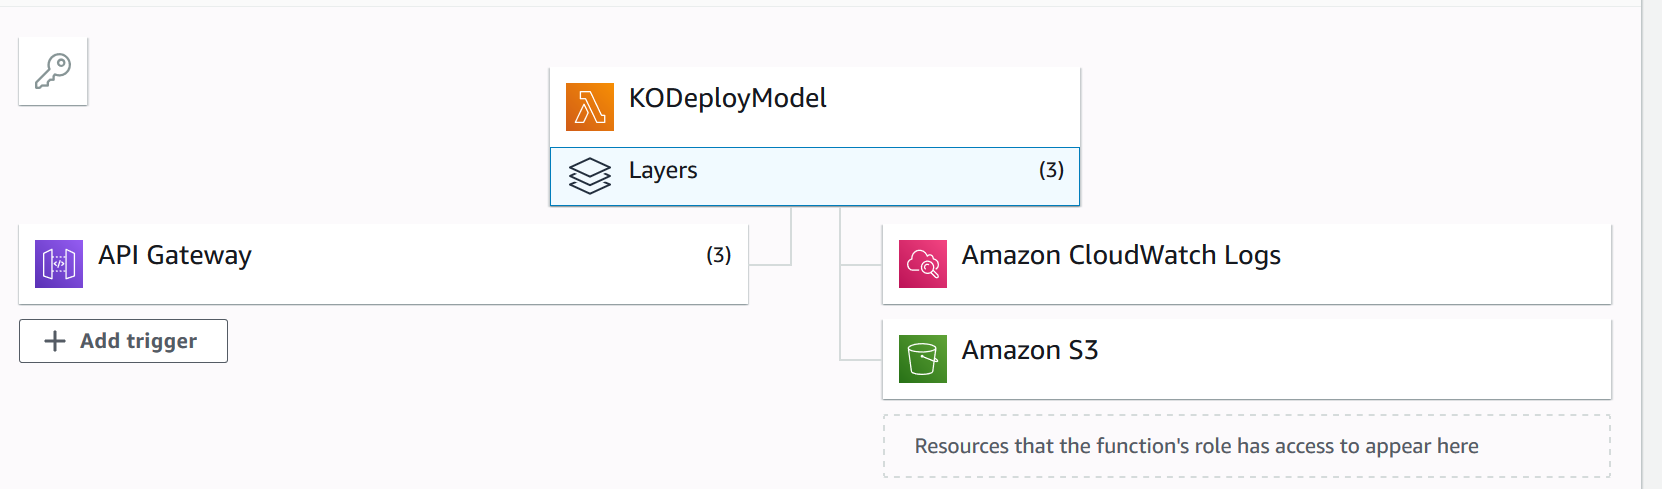 KODeployModel
Layers (3)
API Gateway (3)
Add trigger
Amazon CloudWatch Logs
Amazon S3
Resources that the function's role has access to appear here